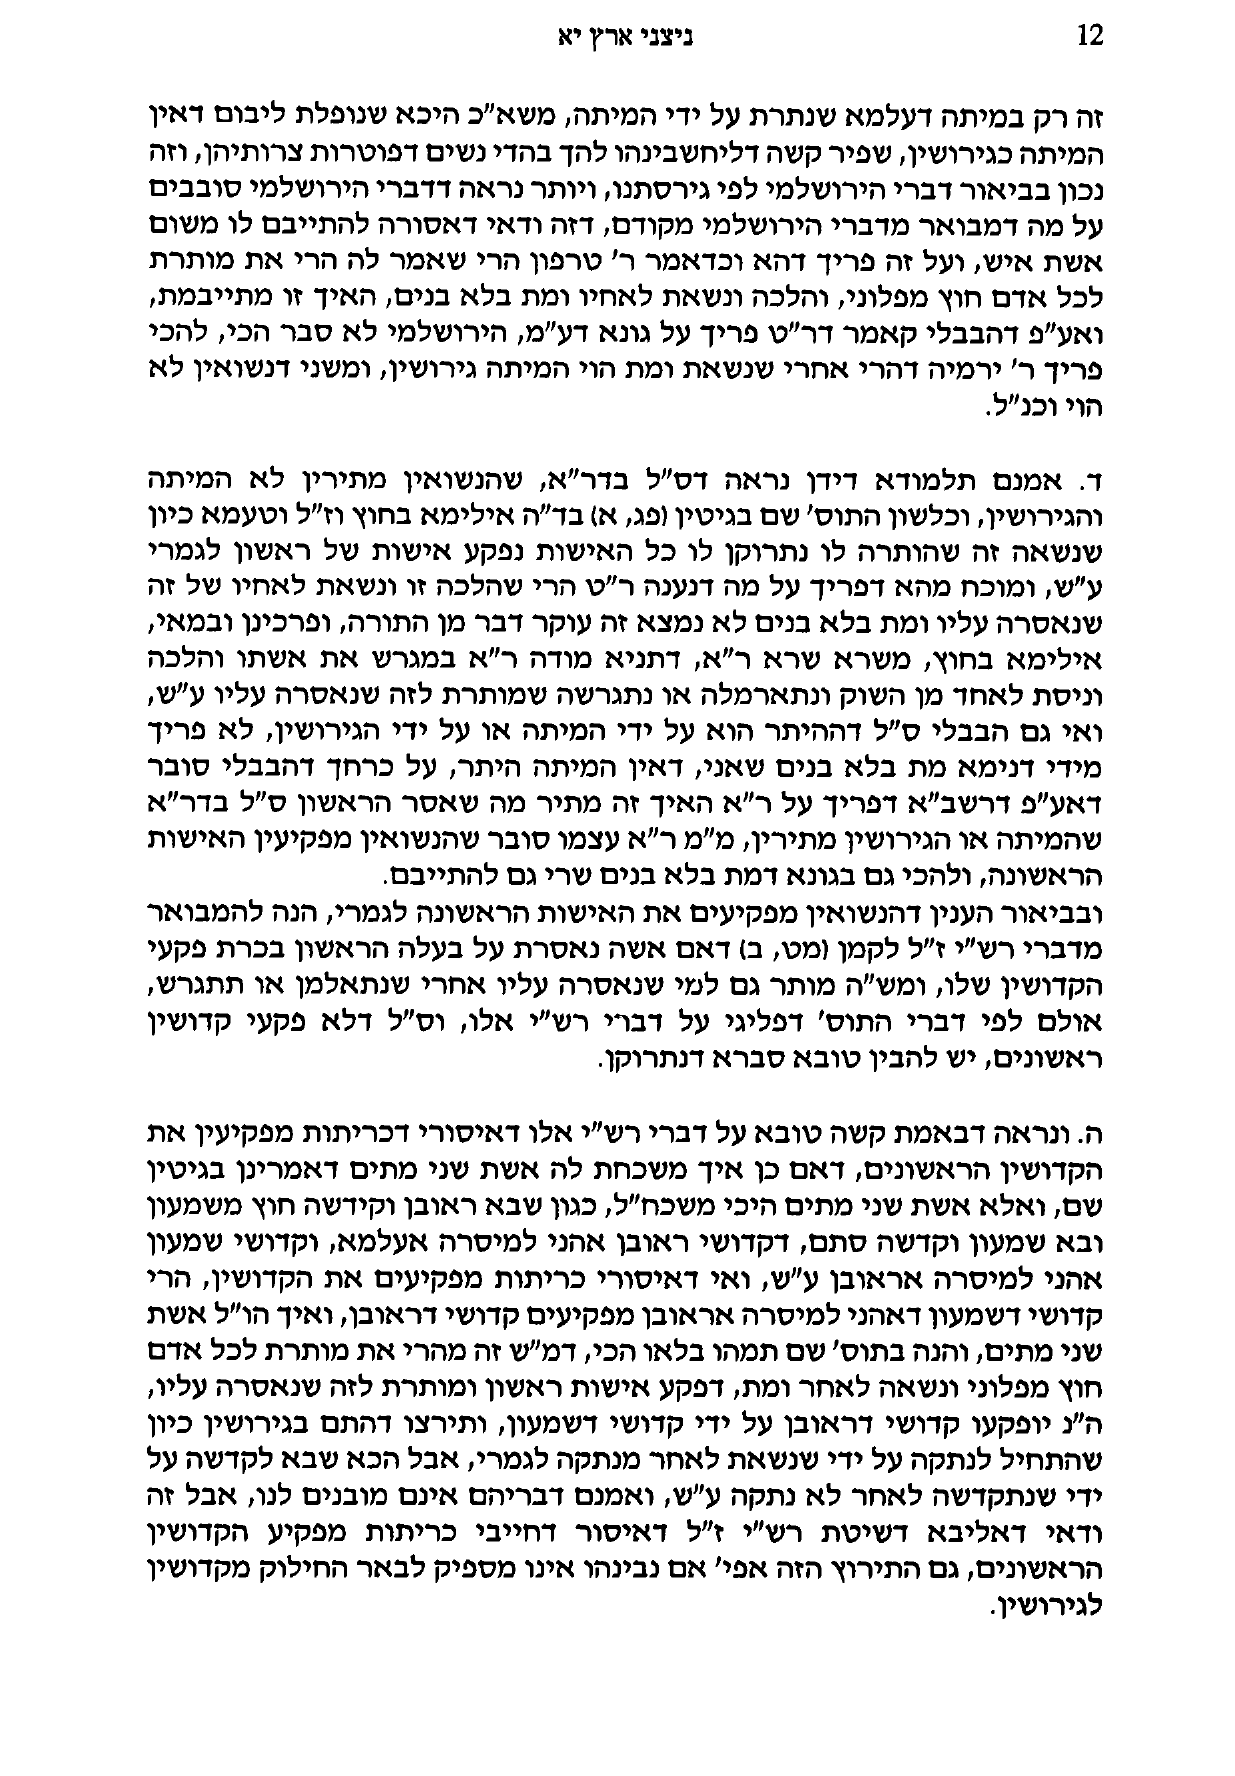 12
ניצני ארץ יא
זה רק במיתה דעלמא שנתרת על ידי המיתה, משא"כ היכא שנופלת ליבום דאין
המיתה כגירושין, שפיר קשה דליחשבינהו להך בהדי נשים דפוטרות צרותיהן, וזה
נכון בביאור דברי הירושלמי לפי גירסתנו, ויותר נראה דדברי הירושלמי סובבים
על מה דמבואר מדברי הירושלמי מקודם, דזה ודאי דאסורה להתייבם לו משום
אשת איש, ועל זה פריך דהא וכדאמר ר' טרפון הרי שאמר לה הרי את מותרת
לכל אדם חוץ מפלוני, והלכה ונשאת לאחיו ומת בלא בנים, האיך זו מתייבמת,
ואע"פ דהבבלי קאמר דר"ט פריך על גונא דע"מ, הירושלמי לא סבר הכי, להכי
פריך ר' ירמיה דהרי אחרי שנשאת ומת הוי המיתה גירושין, ומשני דנשואין לא
הוי וכנ"ל.
ד. אמנם תלמודא דידן נראה דס"ל בדר"א, שהנשואין מתירין לא המיתה
והגירושין, וכלשון התוס' שם בגיטין (פג, א) בד"ה אילימא בחוץ וז"ל וטעמא כיון
שנשאה זה שהותרה לו נתרוקן לו כל האישות נפקע אישות של ראשון לגמרי
ע"ש, ומוכח מהא דפריך על מה דנענה ר"ט הרי שהלכה זו ונשאת לאחיו של זה
שנאסרה עליו ומת בלא בנים לא נמצא זה עוקר דבר מן התורה, ופרכינן ובמאי,
אילימא בחוץ, משרא שרא ר"א, דתניא מודה ר"א במגרש את אשתו והלכה
וניסת לאחד מן השוק ונתארמלה או נתגרשה שמותרת לזה שנאסרה עליו ע"ש,
ואי גם הבבלי ס"ל דההיתר הוא על ידי המיתה או על ידי הגירושין, לא פריך
מידי דנימא מת בלא בנים שאני, דאין המיתה היתר, על כרחך דהבבלי סובר
דאע"פ דרשב"א דפריך על ר"א האיך זה מתיר מה שאסר הראשון ס"ל בדר"א
שהמיתה או הגירושין מתירין, מ"מ ר"א עצמו סובר שהנשואין מפקיעין האישות
הראשונה, ולהכי גם בגונא דמת בלא בנים שרי גם להתייבם.
ובביאור הענין דהנשואין מפקיעים את האישות הראשונה לגמרי, הנה להמבואר
מדברי רש"י ז"ל לקמן (מט, ב) דאם אשה נאסרת על בעלה הראשון בכרת פקעי
הקדושין שלו, ומש"ה מותר גם למי שנאסרה עליו אחרי שנתאלמן או תתגרש,
אולם לפי דברי התוס' דפליגי על דברי רש"י אלו, וס"ל דלא פקעי קדושין
ראשונים, יש להבין טובא סברא דנתרוקן.
ה. ונראה דבאמת קשה טובא על דברי רש"י אלו דאיסורי דכריתות מפקיעין את
הקדושין הראשונים, דאם כן איך משכחת לה אשת שני מתים דאמרינן בגיטין
שם, ואלא אשת שני מתים היכי משכח"ל, כגון שבא ראובן וקידשה חוץ משמעון
ובא שמעון וקדשה סתם, דקדושי ראובן אהני למיסרה אעלמא, וקדושי שמעון
אהני למיסרה אראובן ע"ש, ואי דאיסורי כריתות מפקיעים את הקדושין, הרי
קדושי דשמעון דאהני למיסרה אראובן מפקיעים קדושי דראובן, ואיך הו"ל אשת
שני מתים, והנה בתוס' שם תמהו בלאו הכי, דמ"ש זה מהרי את מותרת לכל אדם
חוץ מפלוני ונשאה לאחר ומת, דפקע אישות ראשון ומותרת לזה שנאסרה עליו,
ה"נ יופקעו קדושי דראובן על ידי קדושי דשמעון, ותירצו דהתם בגירושין כיון
שהתחיל לנתקה על ידי שנשאת לאחר מנתקה לגמרי, אבל הכא שבא לקדשה על
ידי שנתקדשה לאחר לא נתקה ע"ש, ואמנם דבריהם אינם מובנים לנו, אבל זה
ודאי דאליבא דשיטת רש"י ז"ל דאיסור דחייבי כריתות מפקיע הקדושין
הראשונים, גם התירוץ הזה אפי' אם נבינהו אינו מספיק לבאר החילוק מקדושין
לגירושין.